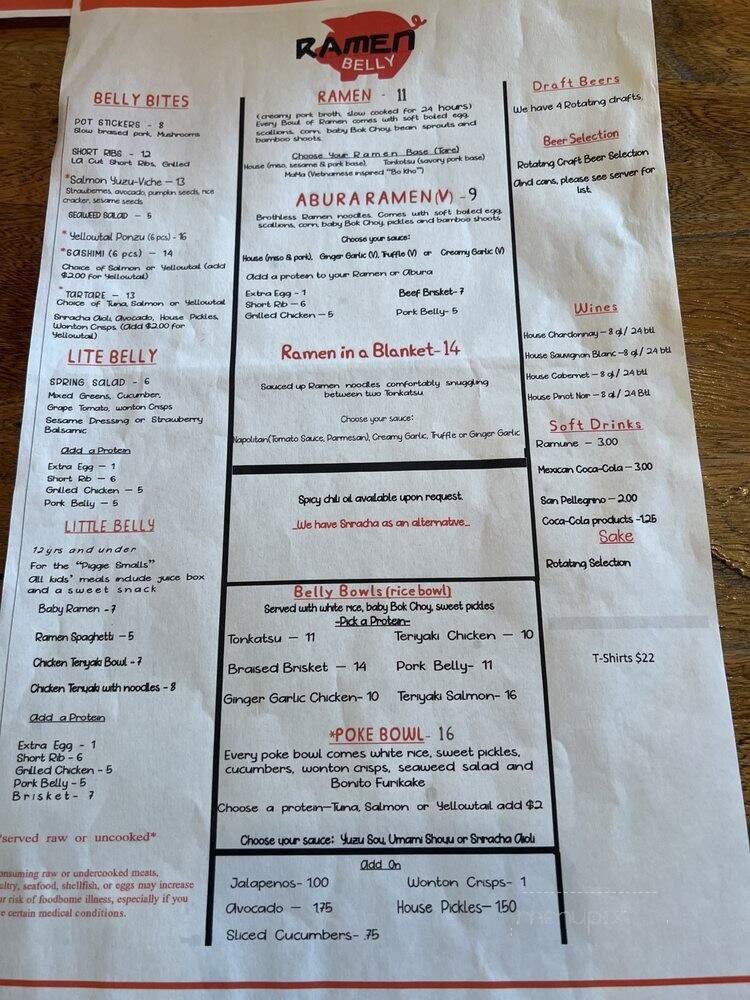 RAMEN
BELLY
BELLY BITES
POT STICKERS - 8
Slow braised pork, Mushrooms
SHORT RIBS - 12
LA Cut Short Ribs, Grilled
*Salmon Yuzu-Viche - 13
Strawberries, avocado, pumpkin seeds, rice
cracker, sesame seeds
SEAWEED SALAD - 5
* Yellowtail Ponzu (6 pcs) - 16
*SASHIMI (6 pcs) - 14
Choice of Salmon or Yellowtail (add
$2.00 for Yellowtail)
*TARTARE - 13
Choice of Tuna, Salmon or Yellowtail
Sriracha Aioli, Avocado, House Pickles,
Wonton Crisps. (Add $2.00 for
Yellowtail)
LITE BELLY
SPRING SALAD - 6
Mixed Greens, Cucumber,
Grape Tomato, wonton Crisps
Sesame Dressing or Strawberry
Balsamic
Add a Protein
Extra Egg - 1
Short Rib - 6
Grilled Chicken - 5
Pork Belly - 5
LITTLE BELLY
12yrs and under
For the "Piggie Smalls"
All kids' meals include juice box
and a sweet snack
Baby Ramen - 7
Ramen Spaghetti - 5
Chicken Teriyaki Bowl - 7
Chicken Teriyaki with noodles - 8
Add a Protein
Extra Egg - 1
Short Rib - 6
Grilled Chicken - 5
Pork Belly - 5
Brisket - 7
*served raw or uncooked*
onsuming raw or undercooked meats,
ultry, seafood, shellfish, or eggs may increase
ur risk of foodborne illness, especially if you
ve certain medical conditions.
RAMEN - 11
(creamy pork broth, slow cooked for 24 hours)
Every Bowl of Ramen comes with soft boiled egg,
scallions, corn, baby Bok Choy, bean sprouts and
bamboo shoots.
Choose Your Ramen Base (Tare)
House (miso, sesame & pork base) Tonkotsu (savory pork base)
MaMa (Vietnamese inspired "Bo Kho")
ABURA RAMEN(V) - 9
Brothless Ramen noodles. Comes with soft boiled egg,
scallions, corn, baby Bok Choy, pickles and bamboo shoots
Choose your sauce:
House (miso & pork), Ginger Garlic (V), Truffle (V) or Creamy Garlic (V)
Add a protein to your Ramen or Abura
Extra Egg - 1 Beef Brisket- 7
Short Rib - 6
Grilled Chicken - 5 Pork Belly- 5
Ramen in a Blanket-14
Sauced up Ramen noodles comfortably snuggling
between two Tonkatsu
Choose your sauce:
Napolitan(Tomato Sauce, Parmesan), Creamy Garlic, Truffle or Ginger Garlic
Spicy chili oil available upon request.
_We have Sriracha as an alternative_
Belly Bowls (rice bowl)
Served with white rice, baby Bok Choy, sweet pickles
-Pick a Protein-
Tonkatsu - 11 Teriyaki Chicken - 10
Braised Brisket - 14 Pork Belly- 11
Ginger Garlic Chicken- 10 Teriyaki Salmon- 16
*POKE BOWL- 16
Every poke bowl comes white rice, sweet pickles,
cucumbers, wonton crisps, seaweed salad and
Bonito Furikake
Choose a protein-Tuna, Salmon or Yellowtail add $2
Choose your sauce: Yuzu Soy, Umami Shoyu or Sriracha Aioli
Add On
Jalapenos- 1.00 Wonton Crisps- 1
Avocado - 1.75 House Pickles- 1.50
Sliced Cucumbers- .75
Draft Beers
We have 4 Rotating drafts.
Beer Selection
Rotating Craft Beer Selection
And cans, please see server for
list.
Wines
House Chardonnay - 8 gl / 24 btl
House Sauvignon Blanc -8 gl / 24 btl
House Cabernet - 8 gl / 24 btl
House Pinot Noir - 8 gl / 24 Btl
Soft Drinks
Ramune - 3.00
Mexican Coca-Cola - 3.00
San Pellegrino - 2.00
Coca-Cola products -1.25
Sake
Rotating Selection
T-Shirts $22
menupix